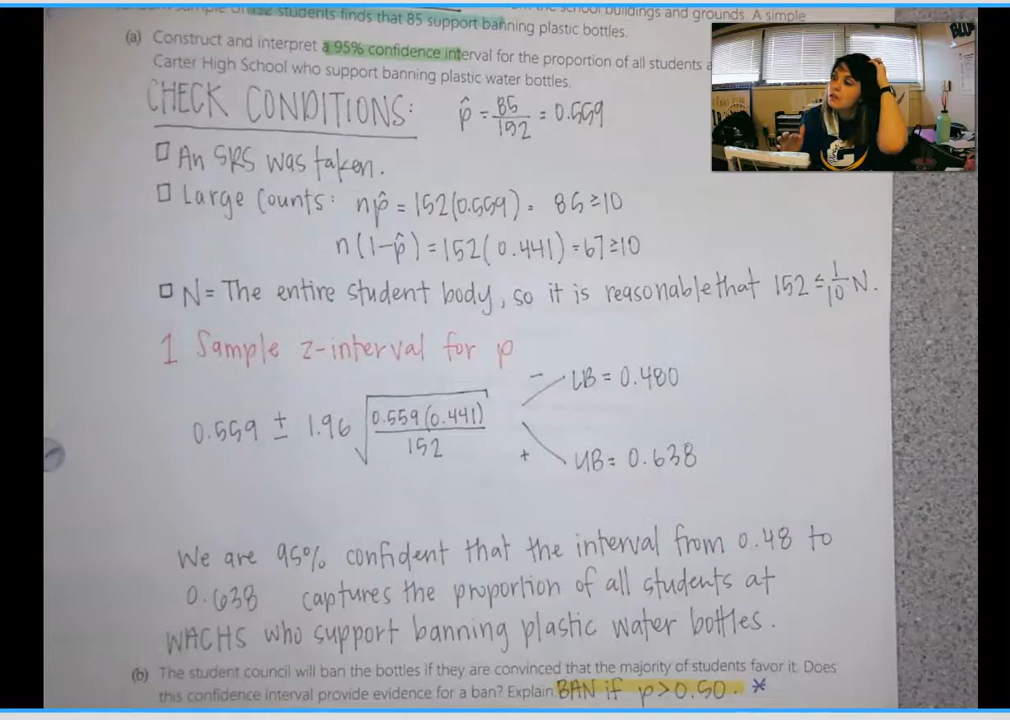 school buildings and grounds. A simple
152 students finds that 85 support banning plastic bottles.
(a) Construct and interpret a 95% confidence interval for the proportion of all students
Carter High School who support banning plastic water bottles.
CHECK CONDITIONS: p̂ = 85/152 = 0.559
□ An SRS was taken.
□ Large Counts: np̂ = 152(0.559) = 85 ≥ 10
n(1-p̂) = 152(0.441) = 67 ≥ 10
□ N = The entire student body, so it is reasonable that 152 ≤ 1/10 N.
1 Sample z-interval for p
- LB = 0.480
0.559 ± 1.96 √(0.559(0.441)/152)
+ UB = 0.638
We are 95% confident that the interval from 0.48 to
0.638 captures the proportion of all students at
WACHS who support banning plastic water bottles.
(b) The student council will ban the bottles if they are convinced that the majority of students favor it. Does
this confidence interval provide evidence for a ban? Explain. BAN if p > 0.50. *